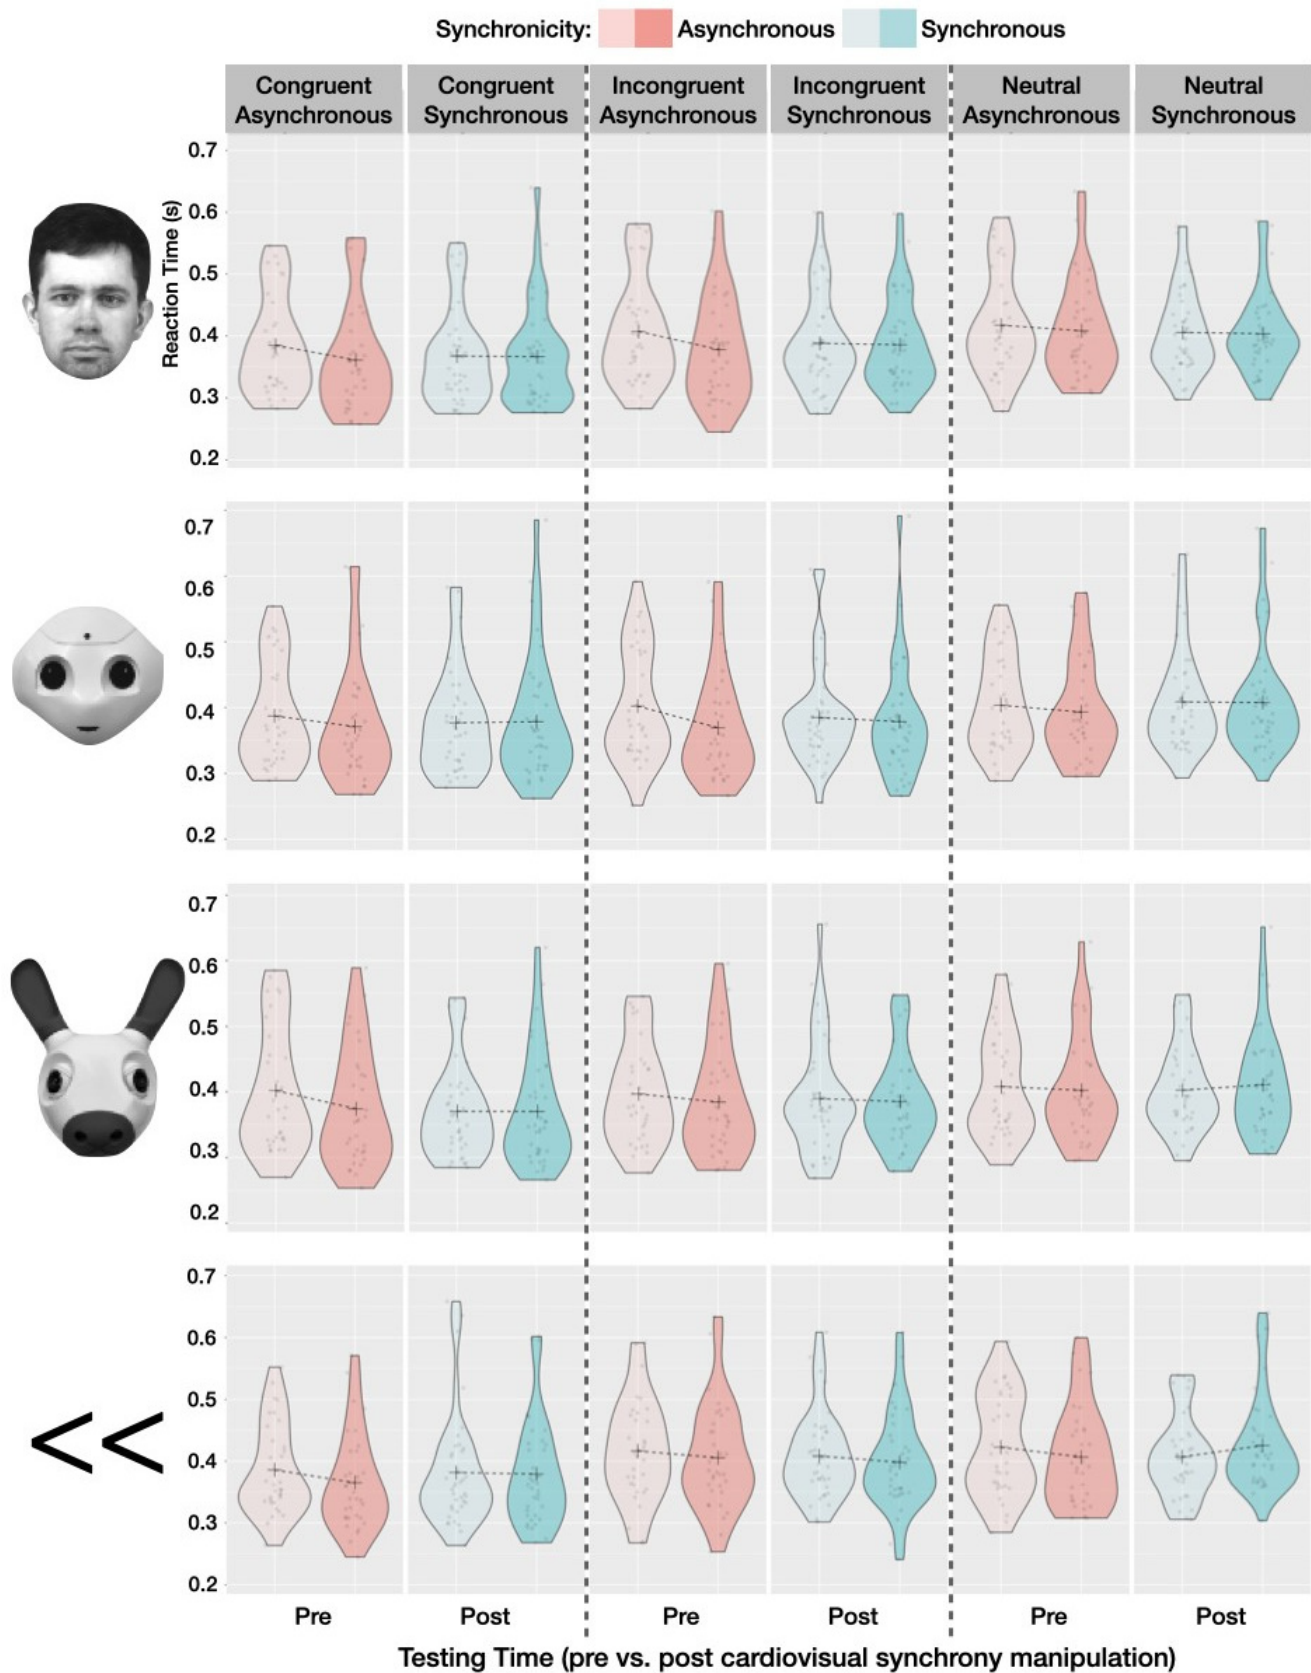 Synchronicity: Asynchronous Synchronous
Congruent Asynchronous
Congruent Synchronous
Incongruent Asynchronous
Incongruent Synchronous
Neutral Asynchronous
Neutral Synchronous
Reaction Time (s)
0.7
0.6
0.5
0.4
0.3
0.2
0.7
0.6
0.5
0.4
0.3
0.2
0.7
0.6
0.5
0.4
0.3
0.2
<<
0.7
0.6
0.5
0.4
0.3
0.2
Pre Post Pre Post Pre Post
Testing Time (pre vs. post cardiovisual synchrony manipulation)